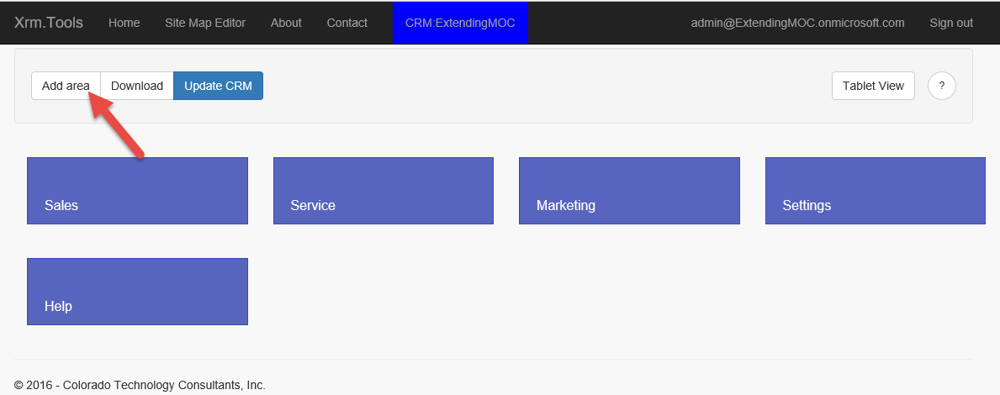 Xrm.Tools Home Site Map Editor About Contact CRM:ExtendingMOC admin@ExtendingMOC.onmicrosoft.com Sign out
Add area Download Update CRM Tablet View ?
Sales Service Marketing Settings
Help
© 2016 - Colorado Technology Consultants, Inc.